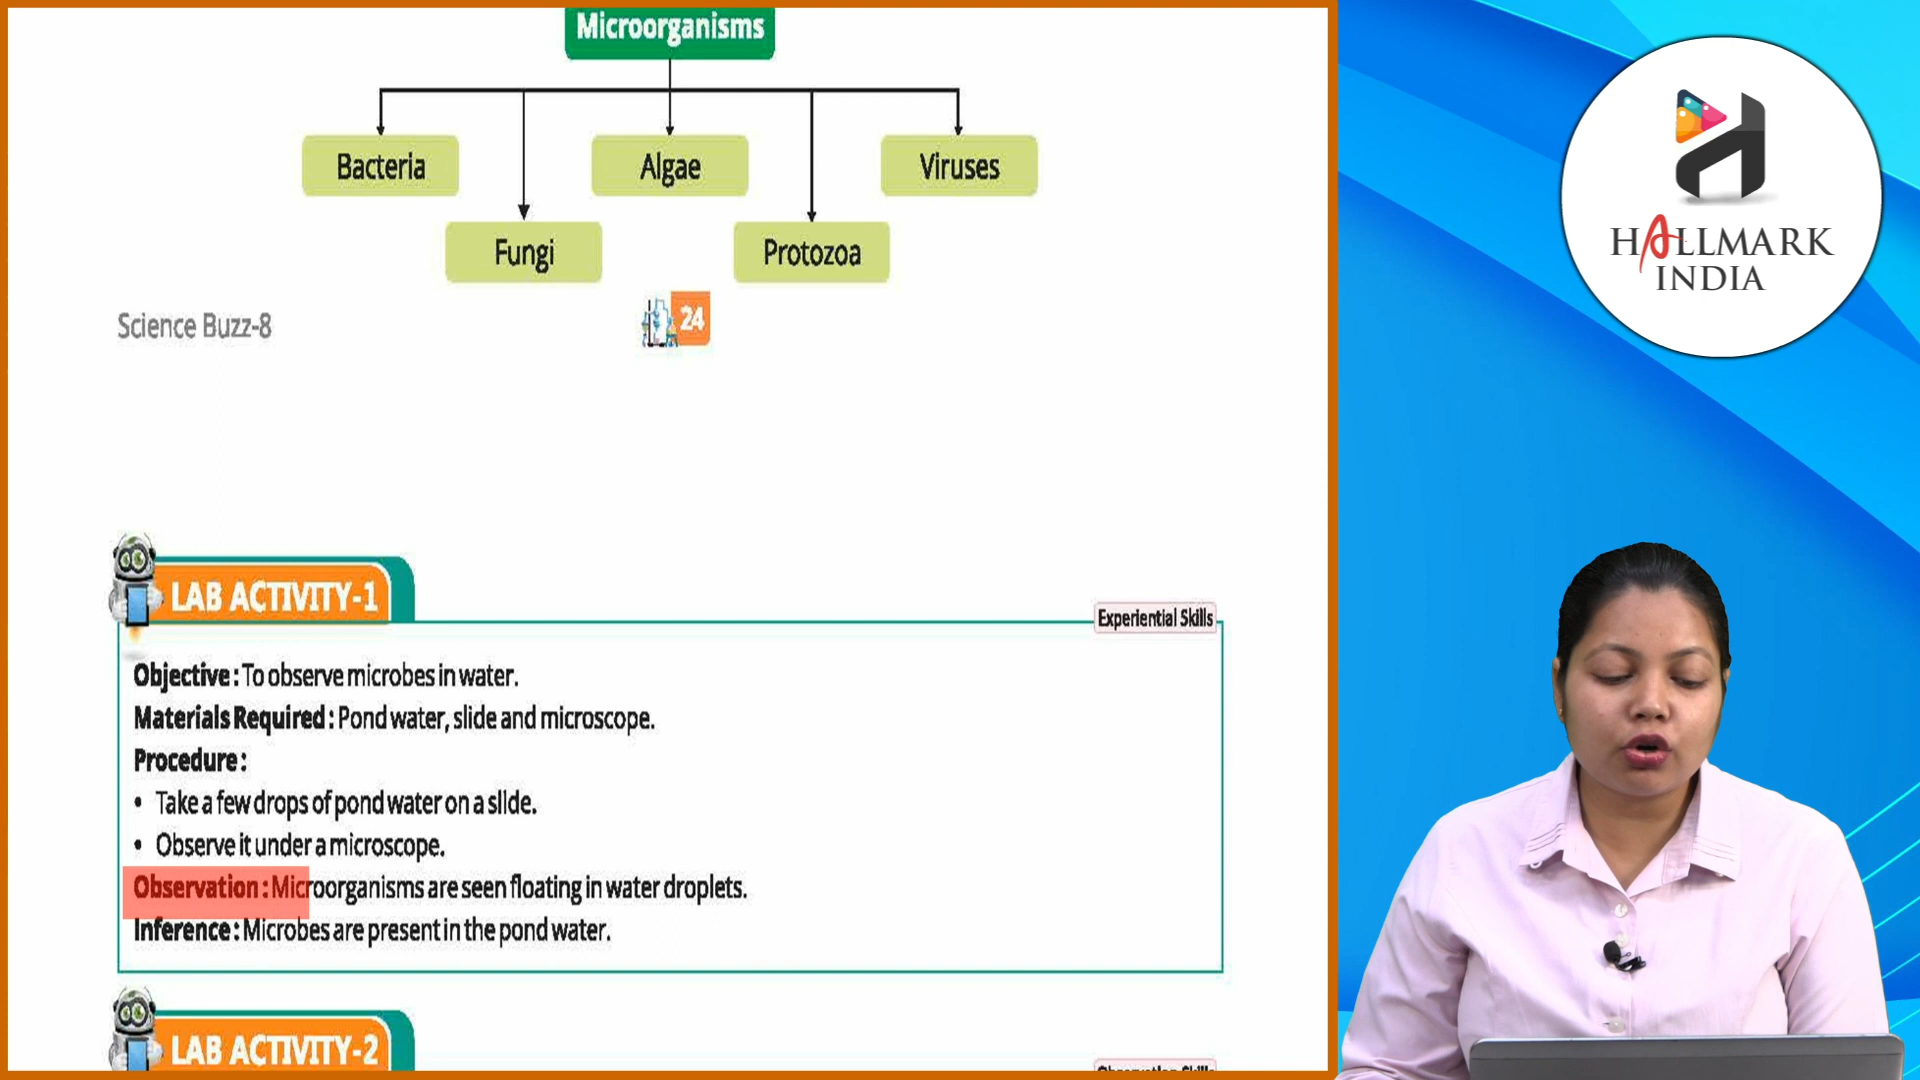 Microorganisms
Bacteria
Algae
Viruses
Fungi
Protozoa
Science Buzz-8
24
LAB ACTIVITY-1
Experiential Skills
Objective : To observe microbes in water.
Materials Required : Pond water, slide and microscope.
Procedure :
• Take a few drops of pond water on a slide.
• Observe it under a microscope.
Observation : Microorganisms are seen floating in water droplets.
Inference : Microbes are present in the pond water.
LAB ACTIVITY-2
HALLMARK
INDIA